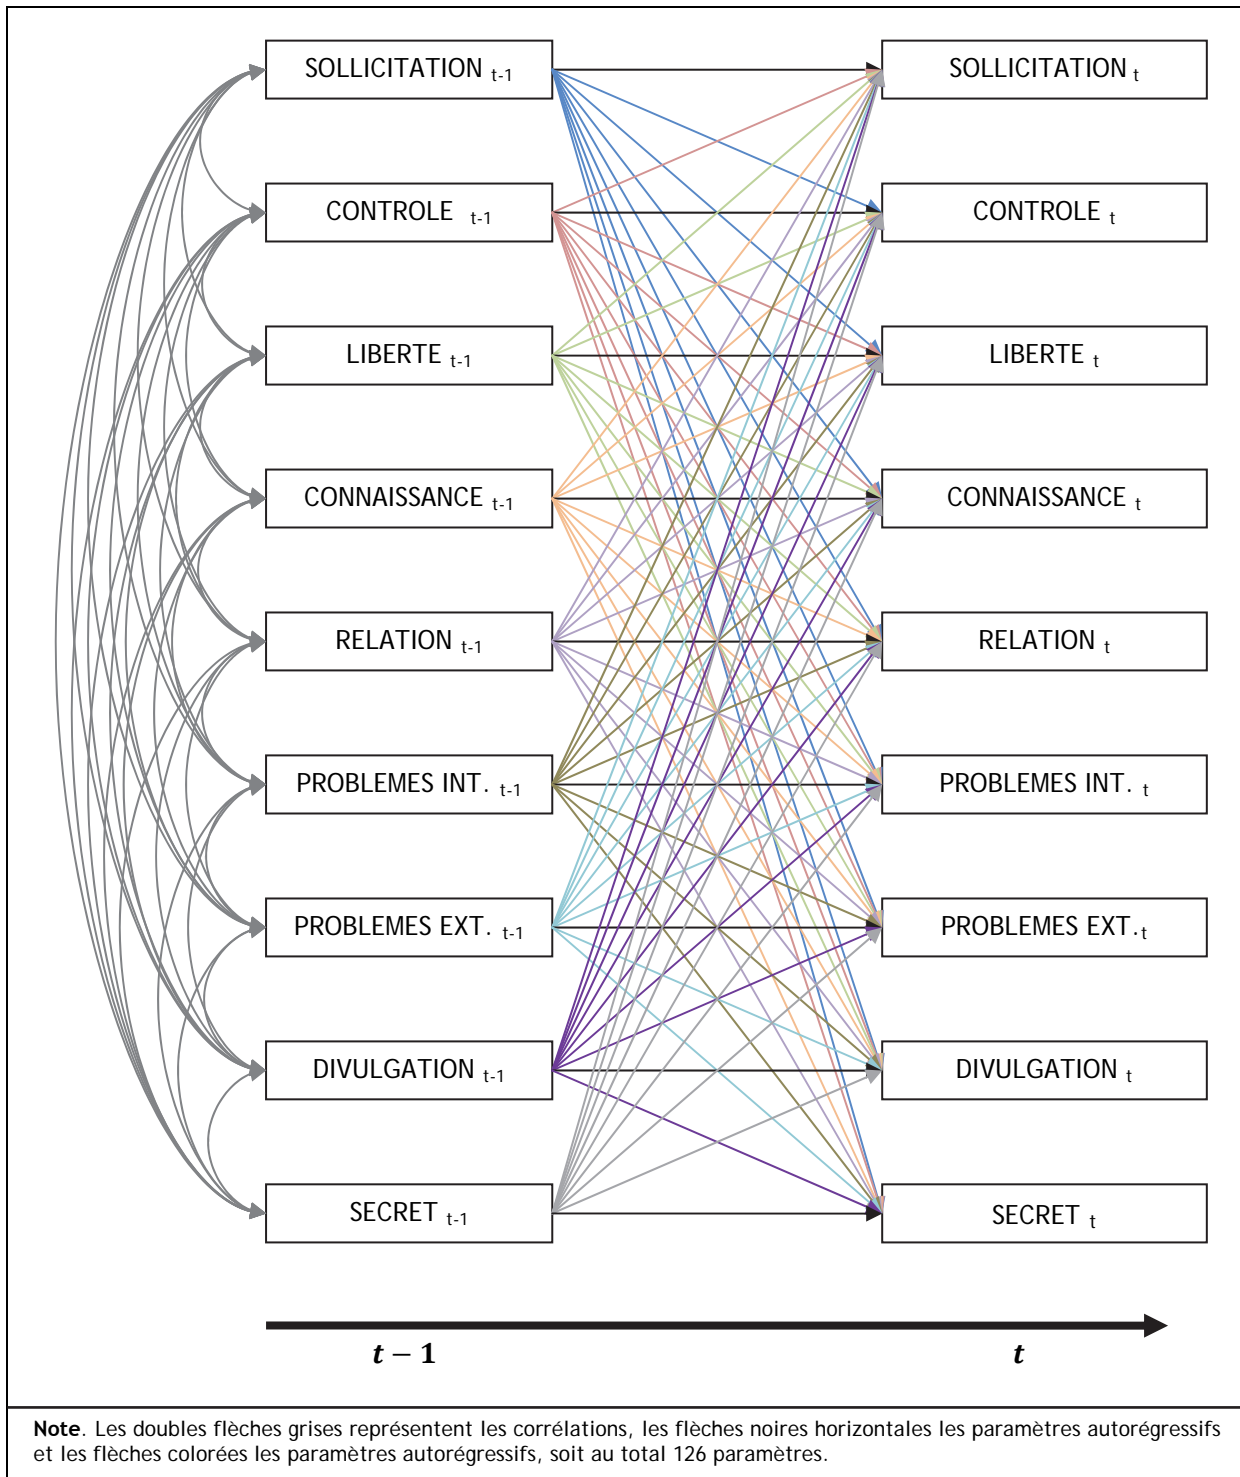 SOLLICITATION t-1 SOLLICITATION t
CONTROLE t-1 CONTROLE t
LIBERTE t-1 LIBERTE t
CONNAISSANCE t-1 CONNAISSANCE t
RELATION t-1 RELATION t
PROBLEMES INT. t-1 PROBLEMES INT. t
PROBLEMES EXT. t-1 PROBLEMES EXT. t
DIVULGATION t-1 DIVULGATION t
SECRET t-1 SECRET t
t − 1 t
Note. Les doubles flèches grises représentent les corrélations, les flèches noires horizontales les paramètres autorégressifs
et les flèches colorées les paramètres autorégressifs, soit au total 126 paramètres.